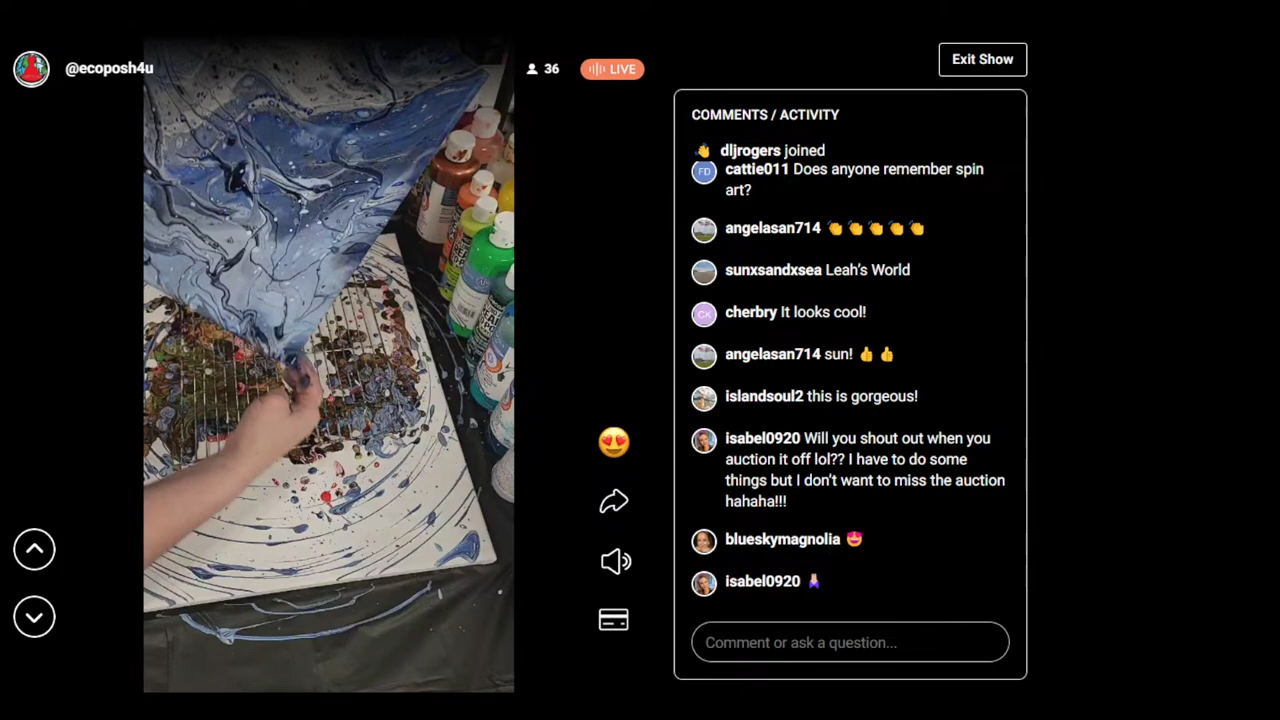 @ecoposh4u
36
LIVE
Exit Show
COMMENTS / ACTIVITY
dljrogers joined
FD
cattie011 Does anyone remember spin
art?
angelasan714 👏👏👏👏👏
sunxsandxsea Leah's World
CK
cherbry It looks cool!
angelasan714 sun! 👍👍
islandsoul2 this is gorgeous!
isabel0920 Will you shout out when you
auction it off lol?? I have to do some
things but I don't want to miss the auction
hahaha!!!
blueskymagnolia 😍
isabel0920
Comment or ask a question...